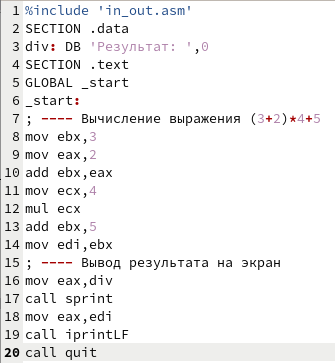 1 %include 'in_out.asm'
2 SECTION .data
3 div: DB 'Результат: ',0
4 SECTION .text
5 GLOBAL _start
6 _start:
7 ; ---- Вычисление выражения (3+2)*4+5
8 mov ebx,3
9 mov eax,2
10 add ebx,eax
11 mov ecx,4
12 mul ecx
13 add ebx,5
14 mov edi,ebx
15 ; ---- Вывод результата на экран
16 mov eax,div
17 call sprint
18 mov eax,edi
19 call iprintLF
20 call quit